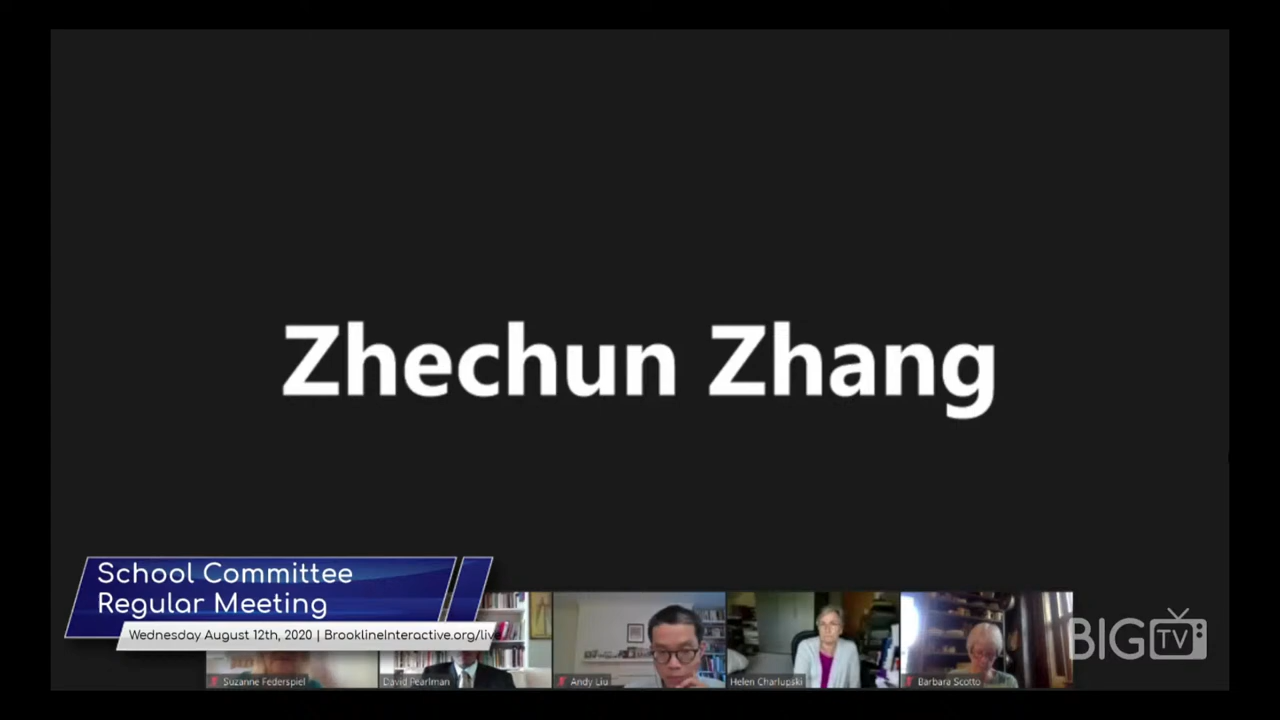 Zhechun Zhang
School Committee
Regular Meeting
Wednesday August 12th, 2020 | BrooklineInteractive.org/live
Suzanne Federspiel
David Pearlman
Andy Liu
Helen Charlupski
Barbara Scotto
BIG TV